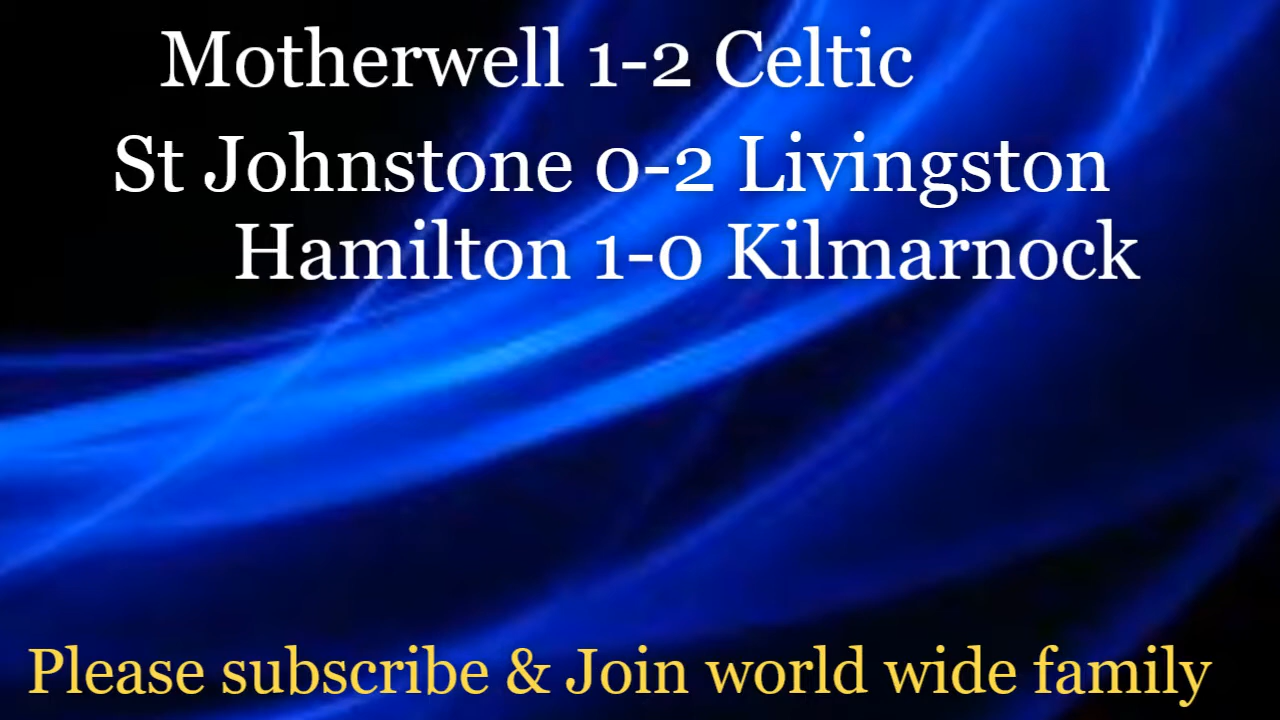 Motherwell 1-2 Celtic
St Johnstone 0-2 Livingston
Hamilton 1-0 Kilmarnock
Please subscribe & Join world wide family